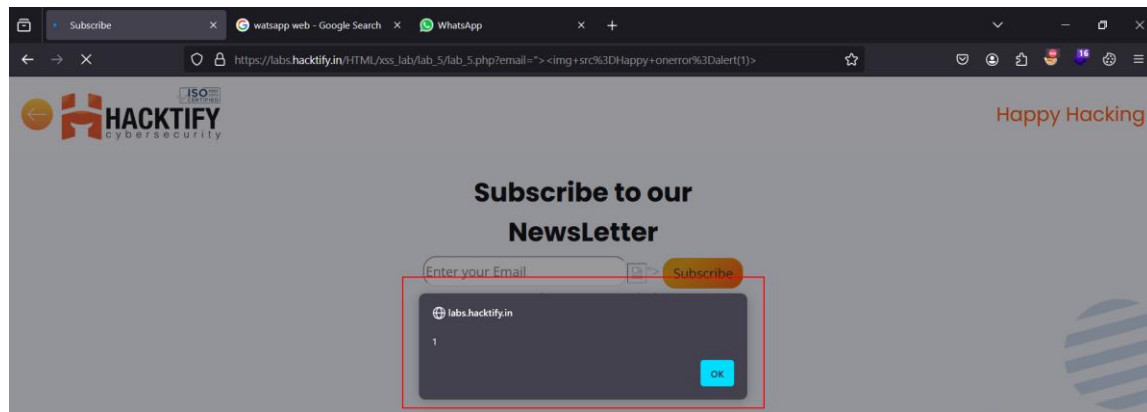 Subscribe
watsapp web - Google Search
WhatsApp
https://labs.hacktify.in/HTML/xss_lab/lab_5/lab_5.php?email="><img+src%3DHappy+onerror%3Dalert(1)>
16
ISO
CERTIFIED
HACKTIFY
cybersecurity
Happy Hacking
Subscribe to our
NewsLetter
Enter your Email
">
Subscribe
labs.hacktify.in
1
OK